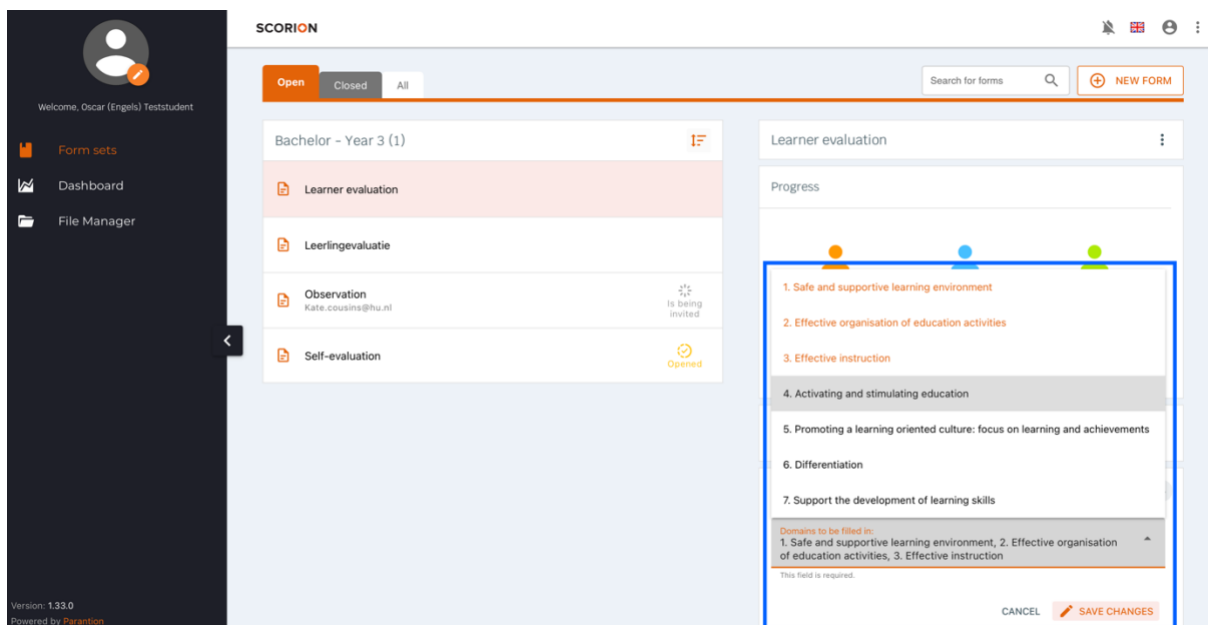 SCORION
Welcome, Oscar (Engels) Teststudent
Form sets
Dashboard
File Manager
Version: 1.33.0
Powered by Parantion
Open
Closed
All
Search for forms
NEW FORM
Bachelor - Year 3 (1)
Learner evaluation
Leerlingevaluatie
Observation
Kate.cousins@hu.nl
Is being
invited
Self-evaluation
Opened
Learner evaluation
Progress
1. Safe and supportive learning environment
2. Effective organisation of education activities
3. Effective instruction
4. Activating and stimulating education
5. Promoting a learning oriented culture: focus on learning and achievements
6. Differentiation
7. Support the development of learning skills
Domains to be filled in:
1. Safe and supportive learning environment, 2. Effective organisation
of education activities, 3. Effective instruction
This field is required.
CANCEL
SAVE CHANGES